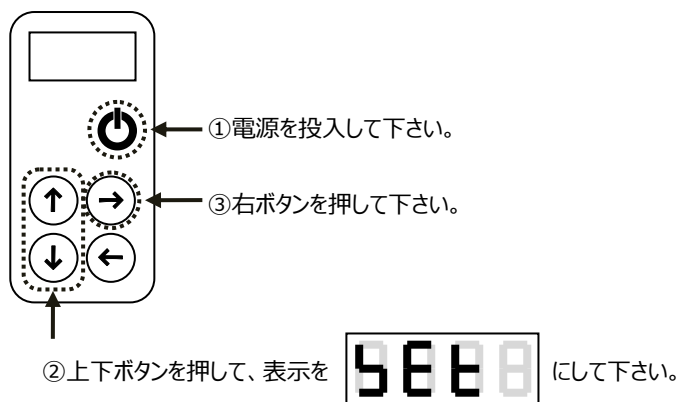 ①電源を投入して下さい。
③右ボタンを押して下さい。
②上下ボタンを押して、表示を SEt にして下さい。